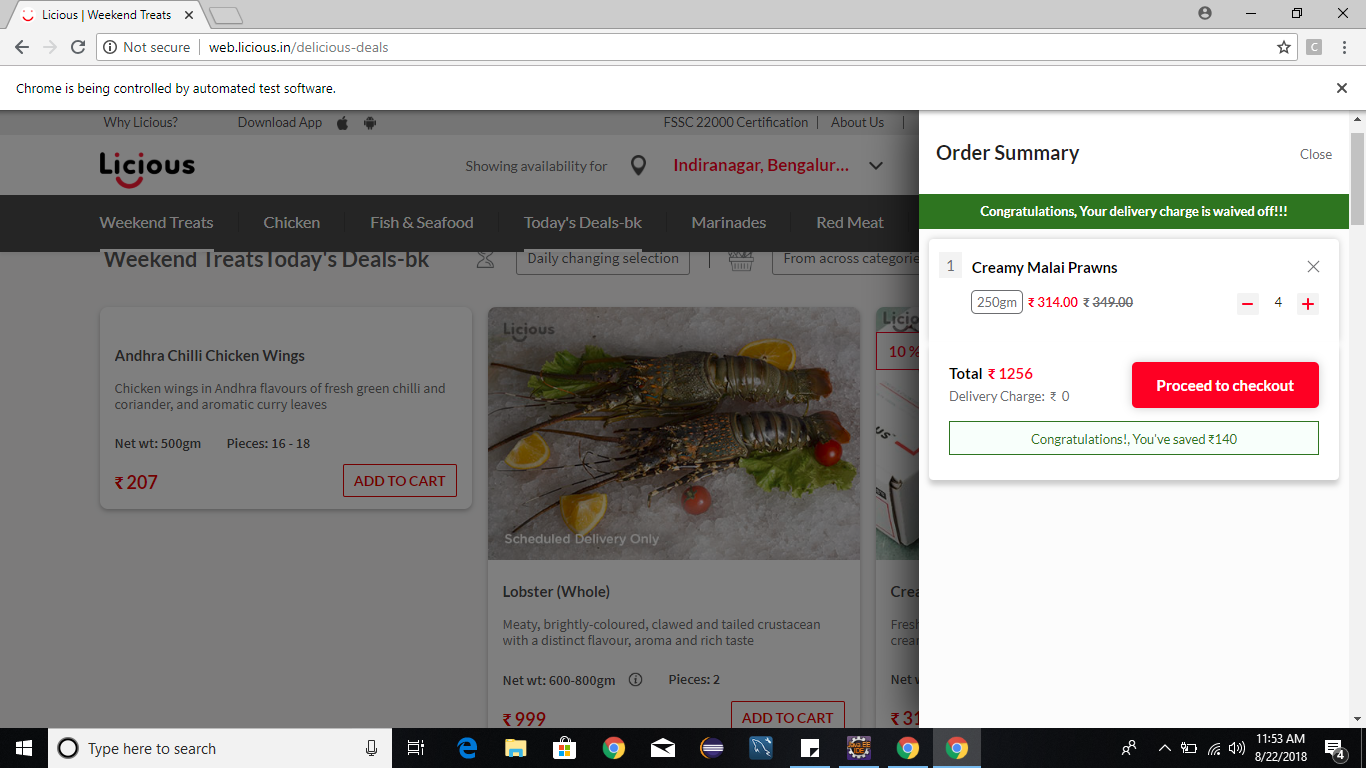 Licious | Weekend Treats
Not secure
web.licious.in/delicious-deals
C
Chrome is being controlled by automated test software.
Why Licious?
Download App
FSSC 22000 Certification
About Us
Licious
Showing availability for
Indiranagar, Bengalur...
Weekend Treats
Chicken
Fish & Seafood
Today's Deals-bk
Marinades
Red Meat
Weekend TreatsToday's Deals-bk
Daily changing selection
From across categorie
Andhra Chilli Chicken Wings
Chicken wings in Andhra flavours of fresh green chilli and
coriander, and aromatic curry leaves
Net wt: 500gm
Pieces: 16 - 18
₹ 207
ADD TO CART
Licious
Scheduled Delivery Only
Lobster (Whole)
Meaty, brightly-coloured, clawed and tailed crustacean
with a distinct flavour, aroma and rich taste
Net wt: 600-800gm
Pieces: 2
₹ 999
ADD TO CART
Licious
10 %
Crea
Fresh
crear
Net w
₹ 31
Order Summary
Close
Congratulations, Your delivery charge is waived off!!!
1
Creamy Malai Prawns
250gm
₹ 314.00 ₹ 349.00
4
Total ₹ 1256
Delivery Charge: ₹ 0
Proceed to checkout
Congratulations!, You've saved ₹140
Type here to search
11:53 AM
8/22/2018
4